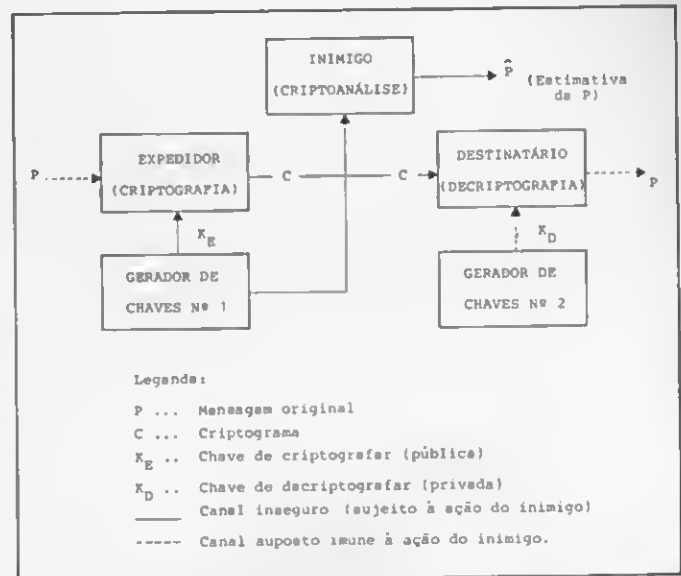 INIMIGO
(CRIPTOANÁLISE)
P̂ (Estimativa
de P)
EXPEDIDOR
(CRIPTOGRAFIA)
DESTINATÁRIO
(DECRIPTOGRAFIA)
P
C
C
P
K_E
K_D
GERADOR DE
CHAVES Nº 1
GERADOR DE
CHAVES Nº 2
Legenda:
P ... Mensagem original
C ... Criptograma
K_E .. Chave de criptografar (pública)
K_D .. Chave de decriptografar (privada)
Canal inseguro (sujeito à ação do inimigo)
Canal suposto imune à ação do inimigo.